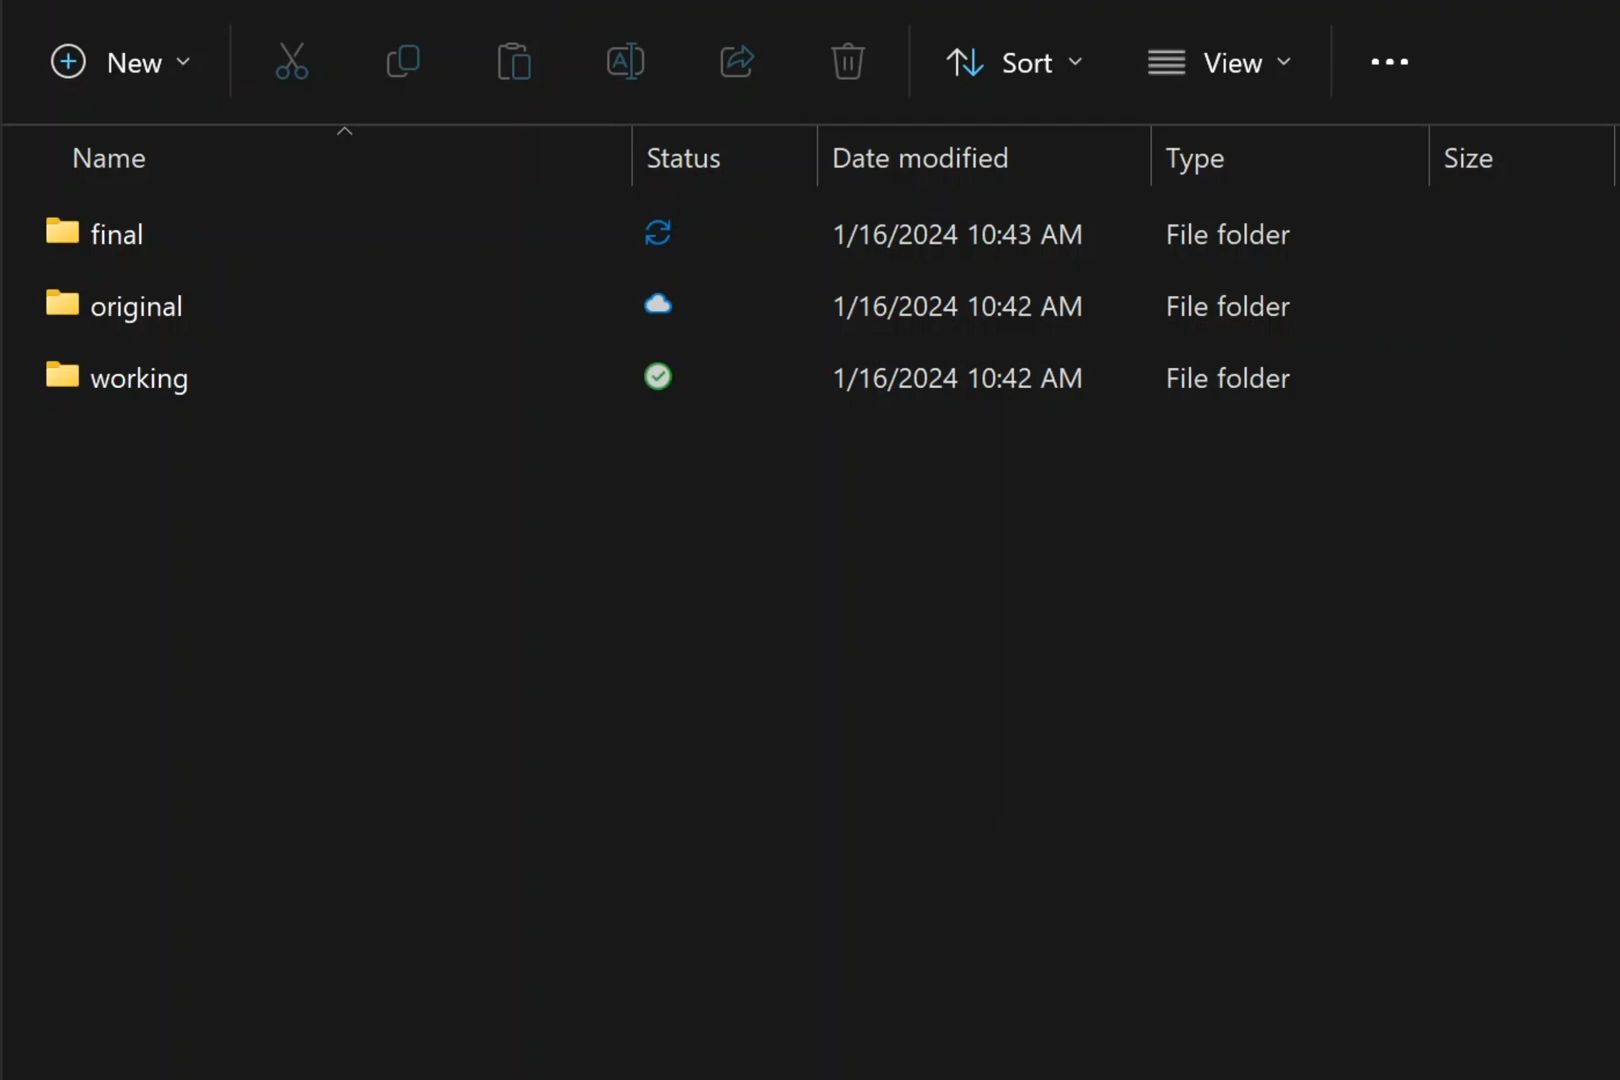 New Sort View
Name Status Date modified Type Size
final 1/16/2024 10:43 AM File folder
original 1/16/2024 10:42 AM File folder
working 1/16/2024 10:42 AM File folder